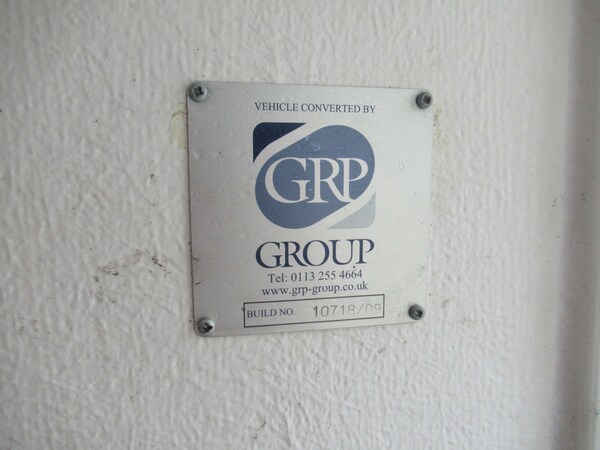 VEHICLE CONVERTED BY
GRP
GROUP
Tel: 0113 255 4664
www.grp-group.co.uk
BUILD NO. 10718/09